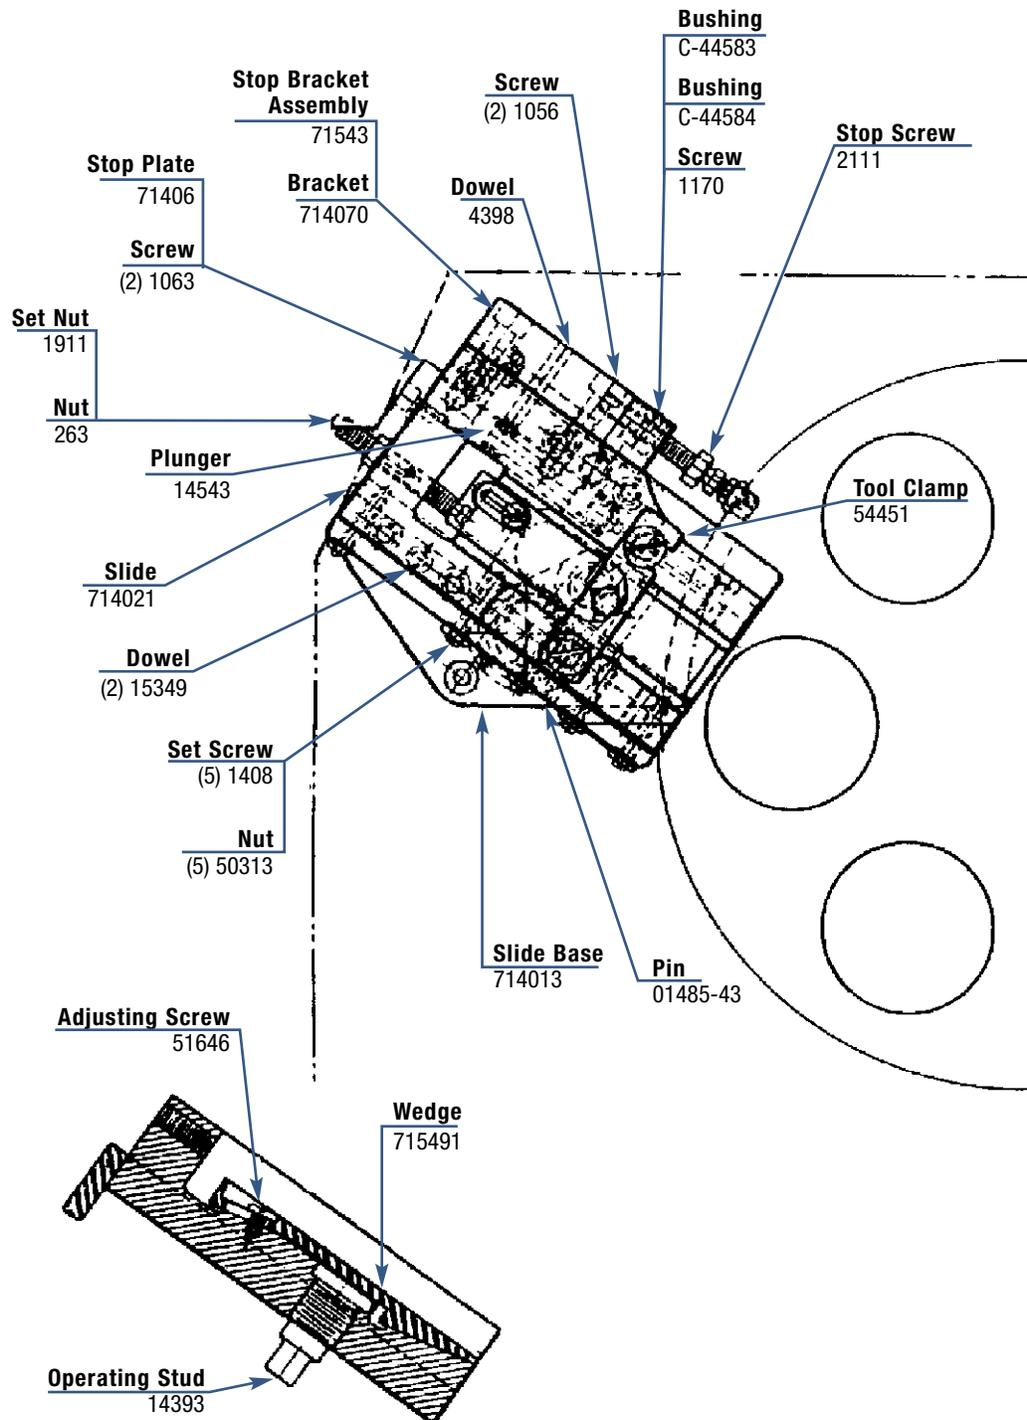 Bushing
C-44583
Bushing
C-44584
Screw
1170
Stop Bracket
Assembly
71543
Bracket
714070
Screw
(2) 1056
Stop Screw
2111
Stop Plate
71406
Screw
(2) 1063
Dowel
4398
Set Nut
1911
Nut
263
Plunger
14543
Tool Clamp
54451
Slide
714021
Dowel
(2) 15349
Set Screw
(5) 1408
Nut
(5) 50313
Slide Base
714013
Pin
01485-43
Adjusting Screw
51646
Wedge
715491
Operating Stud
14393